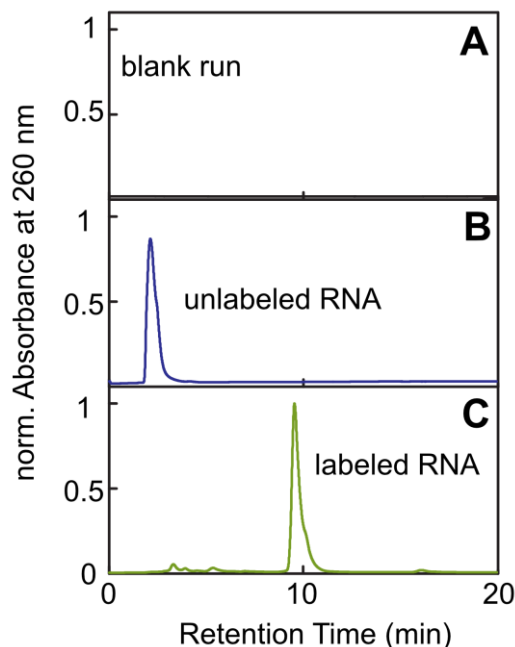 norm. Absorbance at 260 nm
A
1
blank run
0.5
B
1
unlabeled RNA
0.5
C
1
labeled RNA
0.5
0
0 10 20
Retention Time (min)